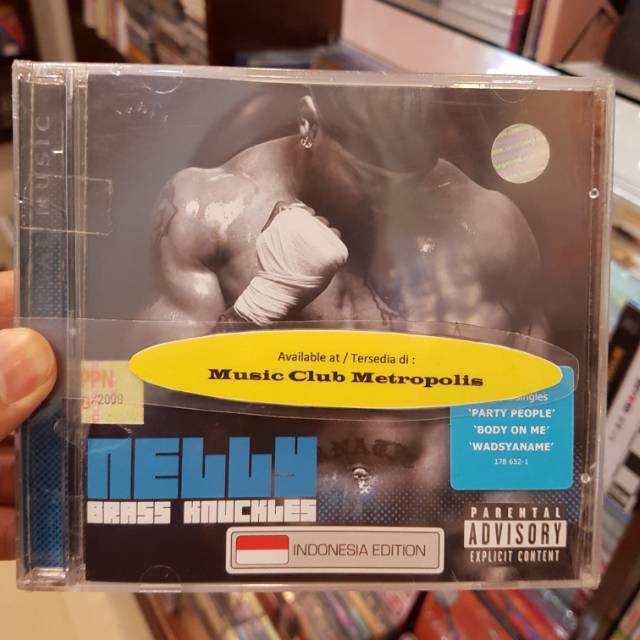 music
Available at / Tersedia di :
Music Club Metropolis
PPN
/2008
Singles
'PARTY PEOPLE'
'BODY ON ME'
'WADSYANAME'
178 652-1
NELLY
BRASS KNUCKLES
INDONESIA EDITION
PARENTAL
ADVISORY
EXPLICIT CONTENT